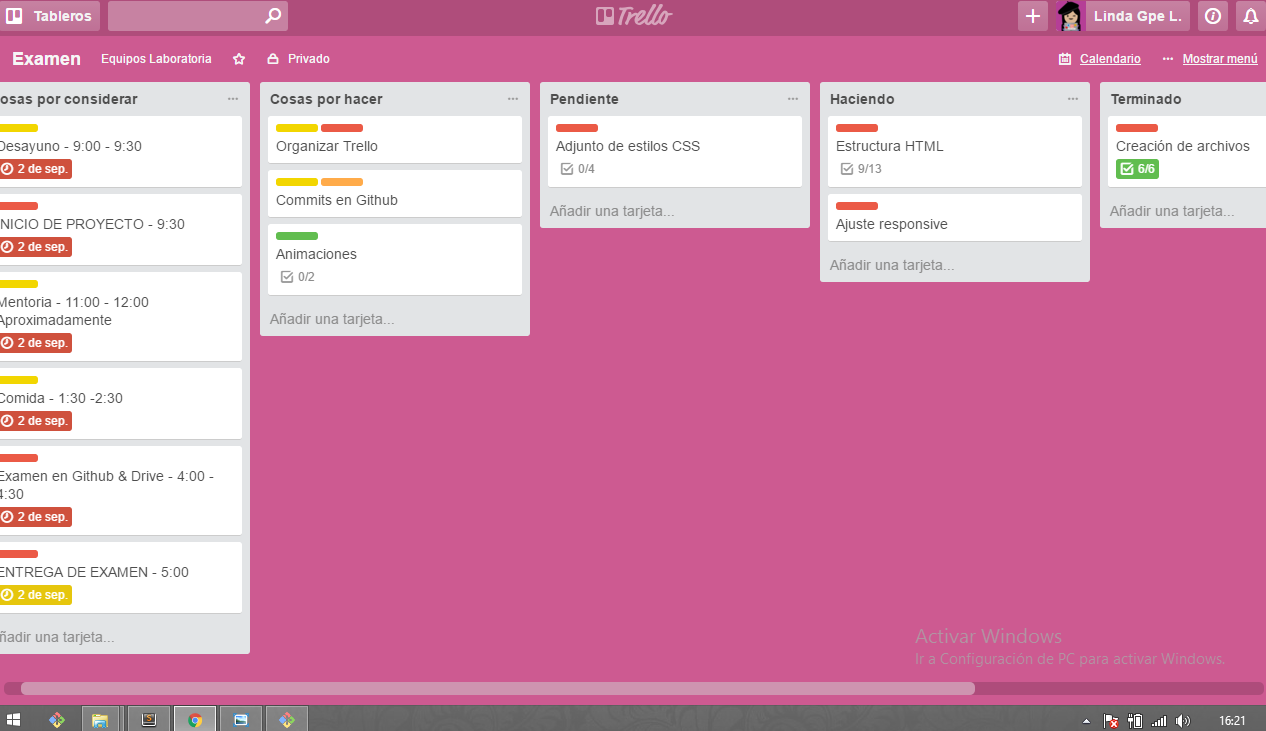 Tableros
Trello
Linda Gpe L.
Examen
Equipos Laboratoria
Privado
Calendario
Mostrar menú
osas por considerar
Desayuno - 9:00 - 9:30
2 de sep.
INICIO DE PROYECTO - 9:30
2 de sep.
Mentoria - 11:00 - 12:00
Aproximadamente
2 de sep.
Comida - 1:30 -2:30
2 de sep.
Examen en Github & Drive - 4:00 -
4:30
2 de sep.
ENTREGA DE EXAMEN - 5:00
2 de sep.
ñadir una tarjeta...
Cosas por hacer
Organizar Trello
Commits en Github
Animaciones
0/2
Añadir una tarjeta...
Pendiente
Adjunto de estilos CSS
0/4
Añadir una tarjeta...
Haciendo
Estructura HTML
9/13
Ajuste responsive
Añadir una tarjeta...
Terminado
Creación de archivos
6/6
Añadir una tarjeta...
Activar Windows
Ir a Configuración de PC para activar Windows.
16:21